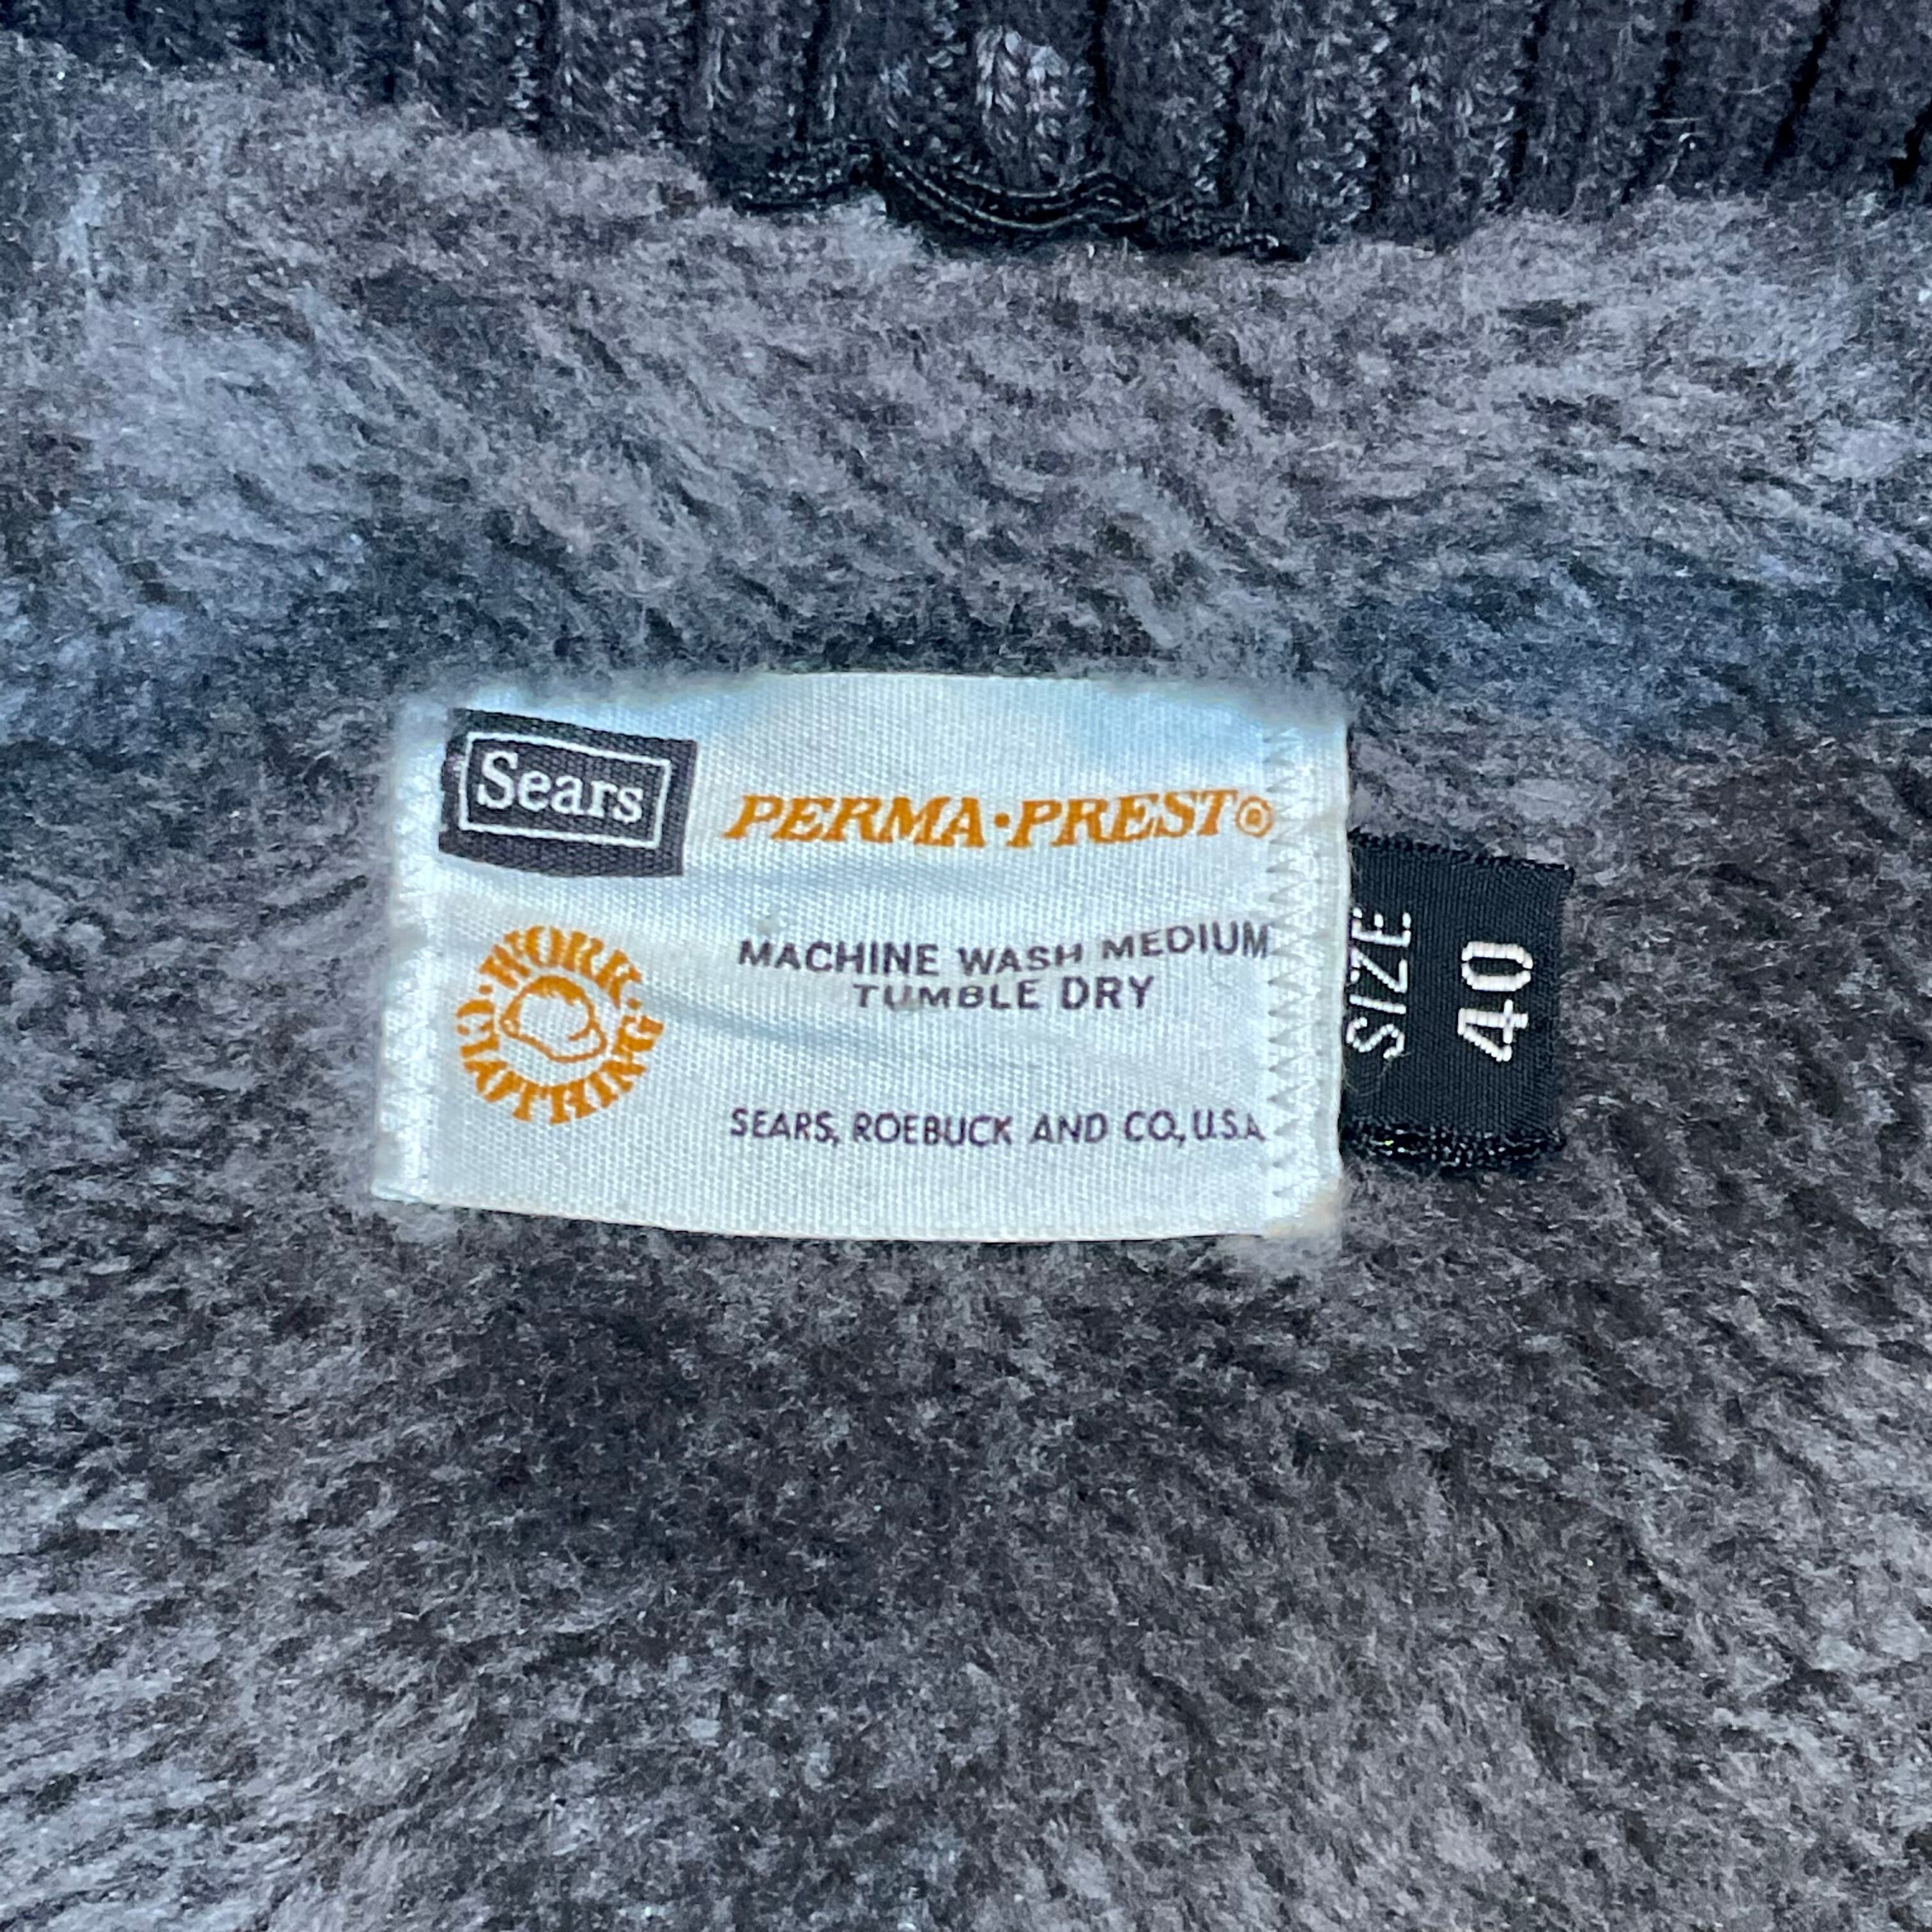 Sears
PERMA·PREST®
·WORK·
CLOTHING
MACHINE WASH MEDIUM
TUMBLE DRY
SEARS, ROEBUCK AND CO., U.S.A.
SIZE
40